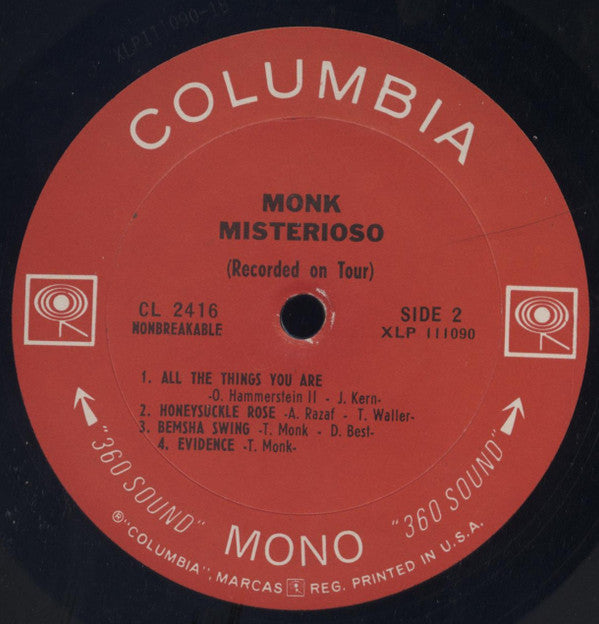 XLP111090-1B
COLUMBIA
MONK
MISTERIOSO
(Recorded on Tour)
CL 2416
NONBREAKABLE
SIDE 2
XLP 111090
1. ALL THE THINGS YOU ARE
-O. Hammerstein II - J. Kern-
2. HONEYSUCKLE ROSE -A. Razaf - T. Waller-
3. BEMSHA SWING -T. Monk - D. Best-
4. EVIDENCE -T. Monk-
"360 SOUND" MONO "360 SOUND"
® "COLUMBIA", MARCAS REG. PRINTED IN U.S.A.